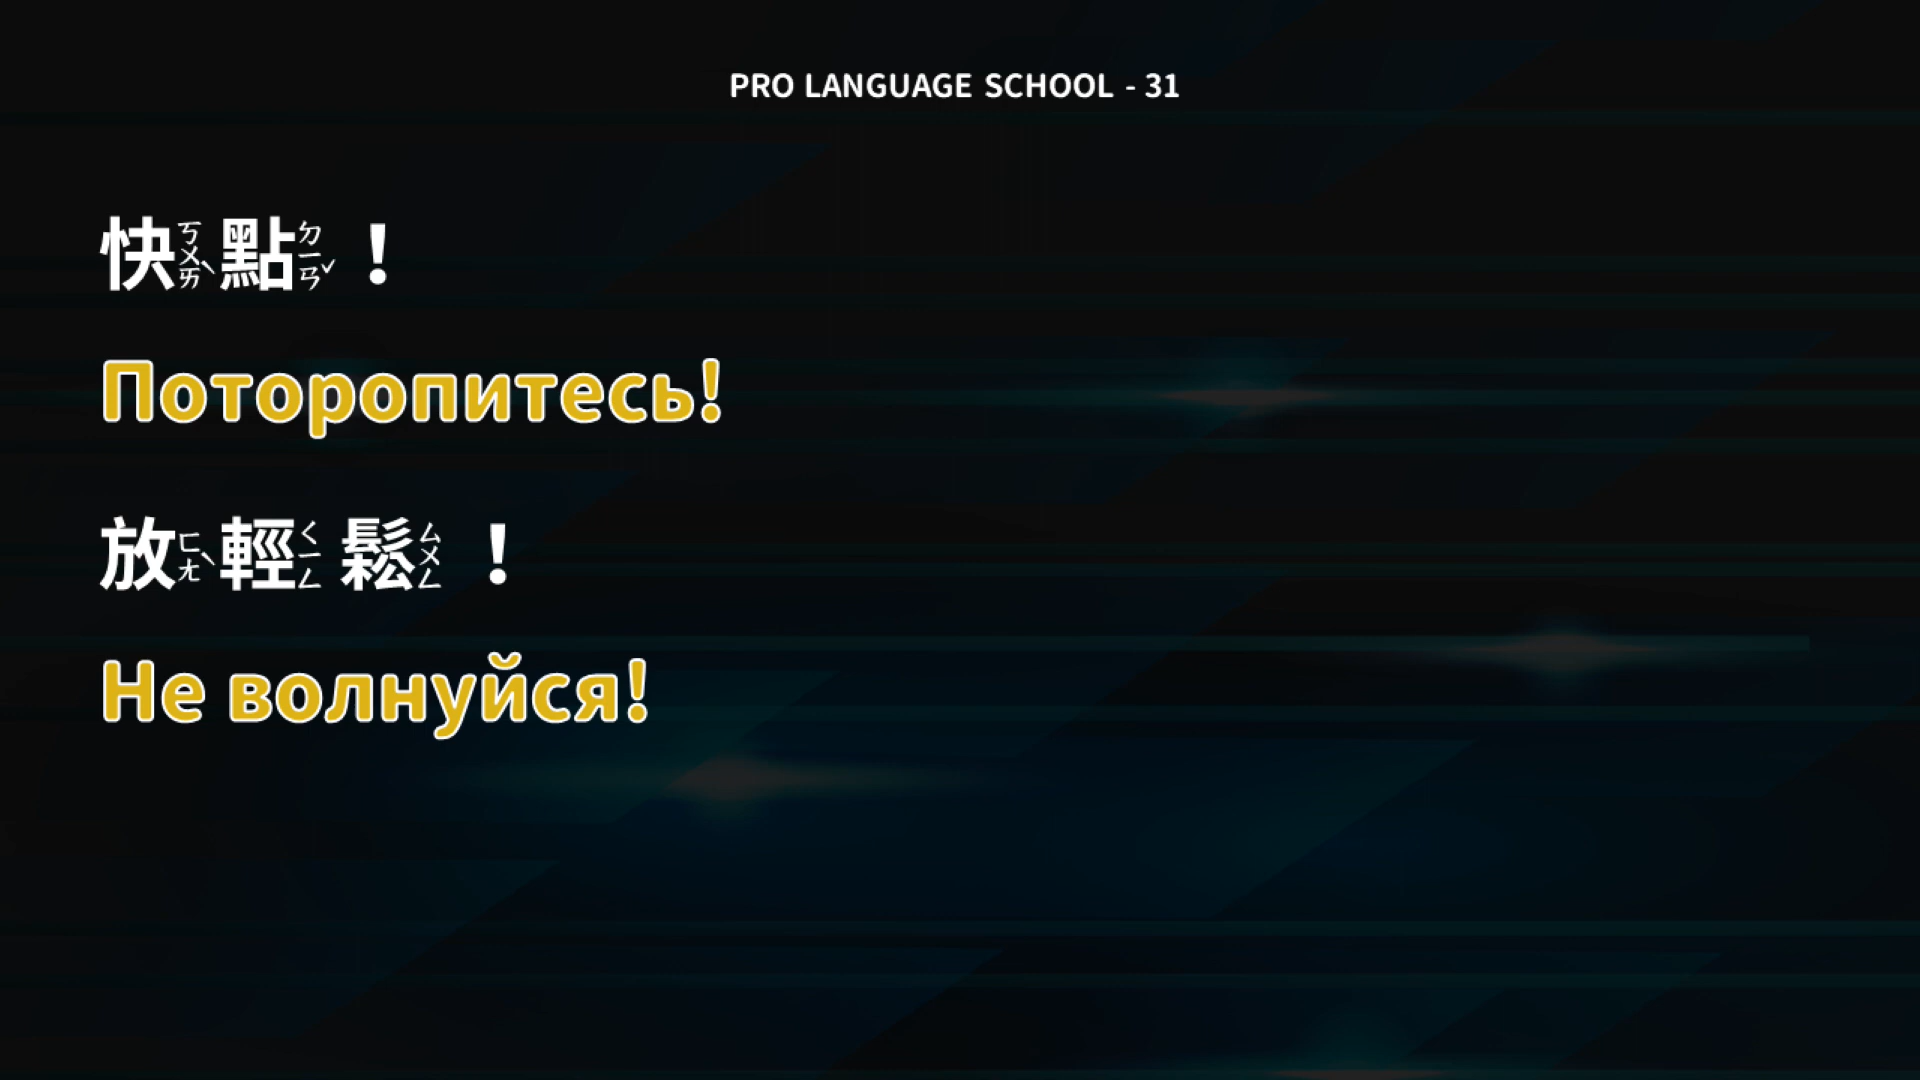 PRO LANGUAGE SCHOOL - 31
快ㄎㄨㄞˋ點ㄉㄧㄢˇ！
Поторопитесь!
放ㄈㄤˋ輕ㄑㄧㄥ鬆ㄙㄨㄥ！
Не волнуйся!